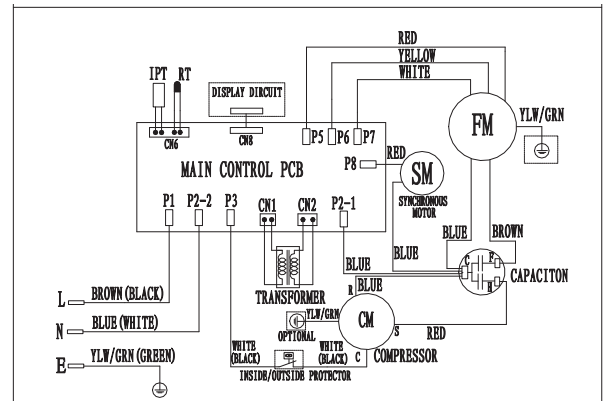 RED
YELLOW
WHITE
IPT RT
DISPLAY DIRCUIT
CN6
CN8
P5 P6 P7
FM
YLW/GRN
MAIN CONTROL PCB
P8
RED
SM
SYNCHRONOUS
MOTOR
P1 P2-2 P3 CN1 CN2 P2-1
BLUE
BROWN
BLUE
BLUE
C F
H
CAPACITON
TRANSFORMER
R BLUE
L BROWN(BLACK)
YLW/GRN
OPTIONAL
CM
S
RED
N BLUE(WHITE)
WHITE
(BLACK)
WHITE
(BLACK)
C COMPRESSOR
E YLW/GRN(GREEN)
INSIDE/OUTSIDE PROTECTOR